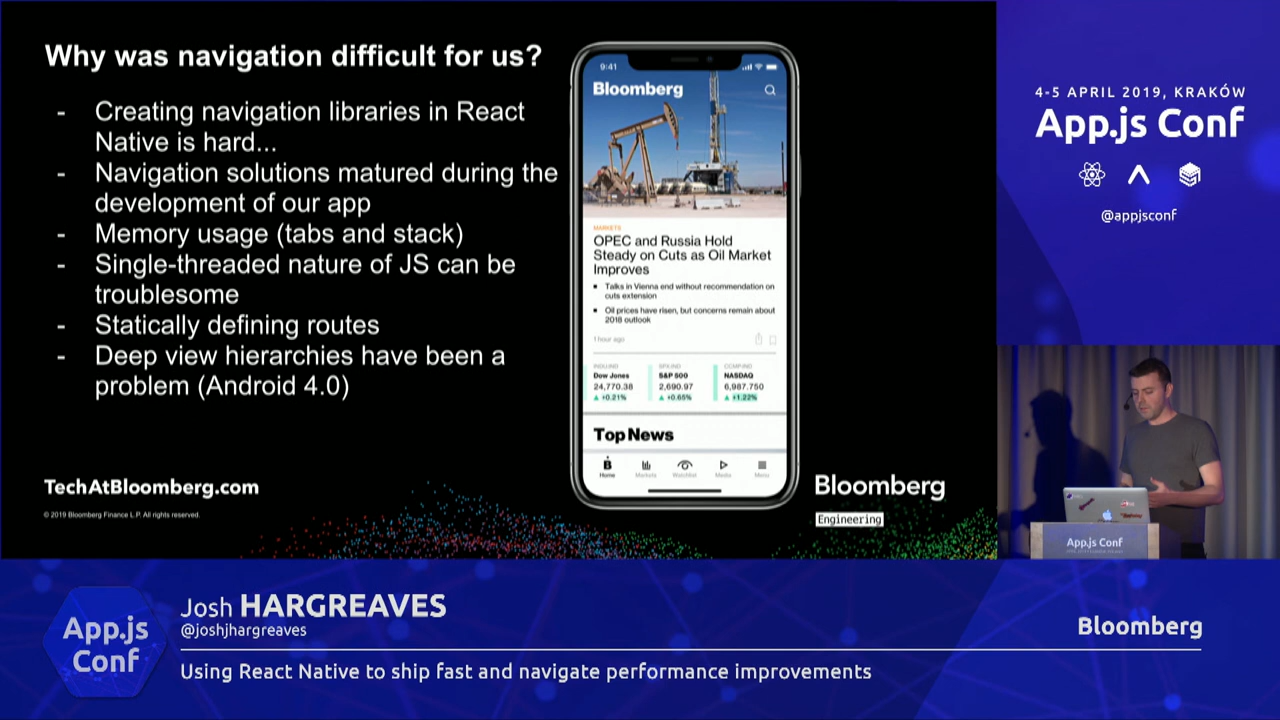 Why was navigation difficult for us?
- Creating navigation libraries in React
Native is hard...
- Navigation solutions matured during the
development of our app
- Memory usage (tabs and stack)
- Single-threaded nature of JS can be
troublesome
- Statically defining routes
- Deep view hierarchies have been a
problem (Android 4.0)
TechAtBloomberg.com
© 2019 Bloomberg Finance L.P. All rights reserved.
9:41
Bloomberg
MARKETS
OPEC and Russia Hold
Steady on Cuts as Oil Market
Improves
Talks in Vienna end without recommendation on
cuts extension
Oil prices have risen, but concerns remain about
2018 outlook
1 hour ago
Dow Jones S&P 500 NASDAQ
24,770.38 2,690.97 6,987.750
+0.21% +0.65% +1.22%
Top News
Home Markets Watchlist Media Menu
Bloomberg
Engineering
4-5 APRIL 2019, KRAKÓW
App.js Conf
@appjsconf
App.js Conf
App.js
Conf
Josh HARGREAVES
@joshjhargreaves
Bloomberg
Using React Native to ship fast and navigate performance improvements